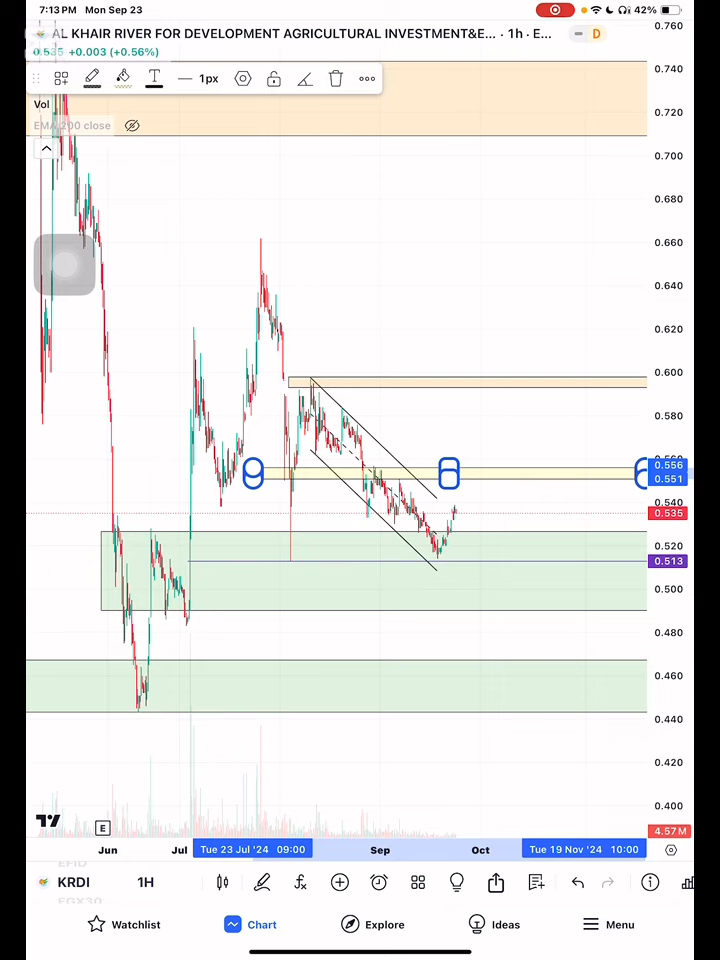 7:13 PM Mon Sep 23
42%
AL KHAIR RIVER FOR DEVELOPMENT AGRICULTURAL INVESTMENT&E... · 1h · E...
D
0.535 +0.003 (+0.56%)
T
1px
Vol
EMA 200 close
0.760
0.740
0.720
0.700
0.680
0.660
0.640
0.620
0.600
0.580
0.556
0.551
0.540
0.535
0.520
0.513
0.500
0.480
0.460
0.440
0.420
0.400
4.57M
E
Jun
Jul
Tue 23 Jul '24 09:00
Sep
Oct
Tue 19 Nov '24 10:00
KRDI
1H
EGX30
Watchlist
Chart
Explore
Ideas
Menu